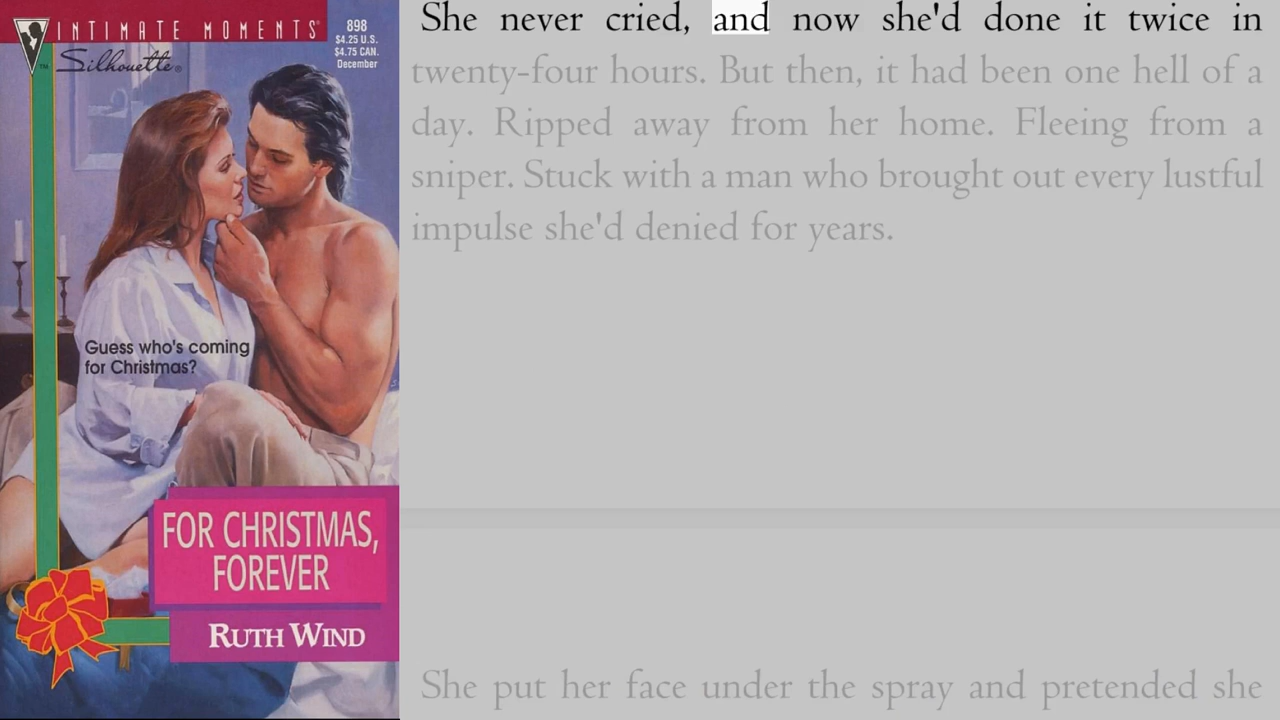 INTIMATE MOMENTS®
Silhouette®
TM
898
$4.25 U.S.
$4.75 CAN.
December
Guess who's coming
for Christmas?
FOR CHRISTMAS,
FOREVER
RUTH WIND
She never cried, and now she'd done it twice in
twenty-four hours. But then, it had been one hell of a
day. Ripped away from her home. Fleeing from a
sniper. Stuck with a man who brought out every lustful
impulse she'd denied for years.
She put her face under the spray and pretended she